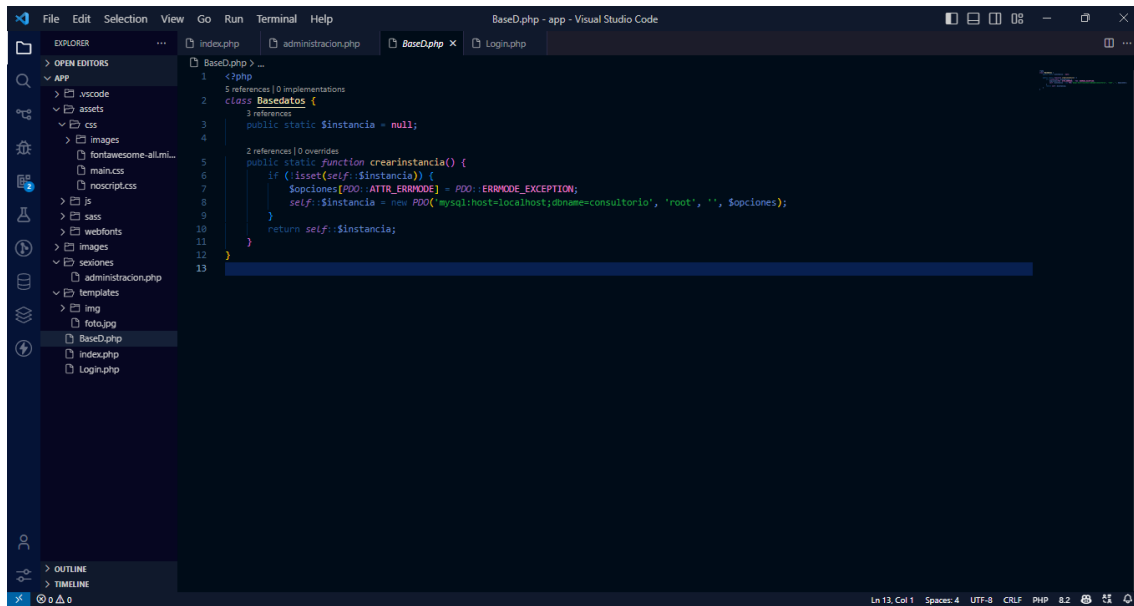 File Edit Selection View Go Run Terminal Help
BaseD.php - app - Visual Studio Code
EXPLORER
OPEN EDITORS
APP
.vscode
assets
css
images
fontawesome-all.mi...
main.css
noscript.css
js
sass
webfonts
images
sexiones
administracion.php
templates
img
foto.jpg
BaseD.php
index.php
Login.php
OUTLINE
TIMELINE
2
index.php administracion.php BaseD.php Login.php
BaseD.php > ...
1 <?php
5 references | 0 implementations
2 class Basedatos {
3 references
3 public static $instancia = null;
4
2 references | 0 overrides
5 public static function crearinstancia() {
6 if (!isset(self::$instancia)) {
7 $opciones[PDO::ATTR_ERRMODE] = PDO::ERRMODE_EXCEPTION;
8 self::$instancia = new PDO('mysql:host=localhost;dbname=consultorio', 'root', '', $opciones);
9 }
10 return self::$instancia;
11 }
12 }
13
0 0
Ln 13, Col 1 Spaces: 4 UTF-8 CRLF PHP 8.2